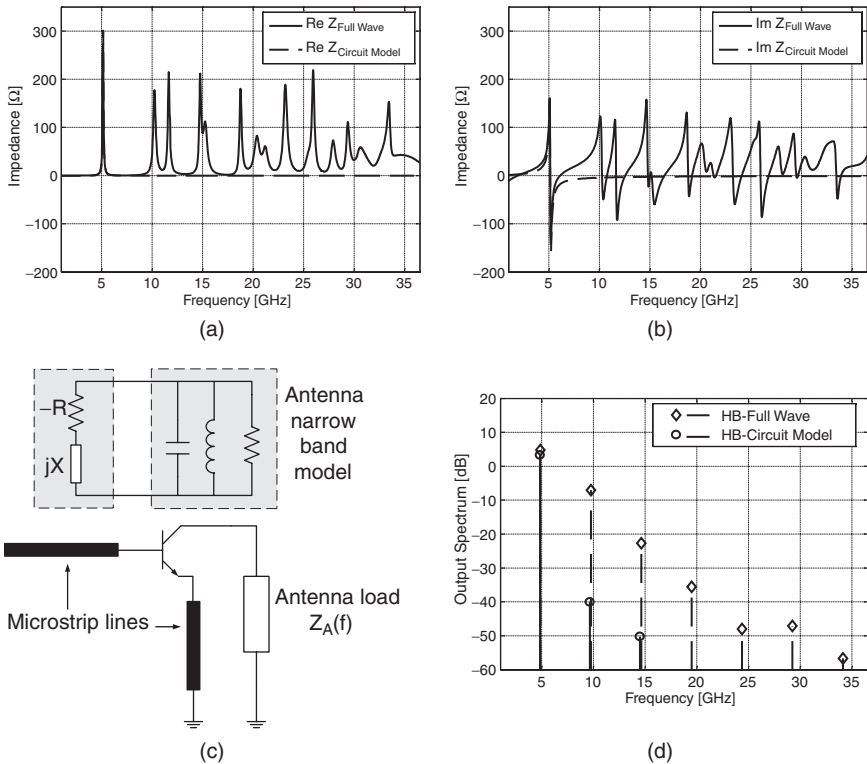 300
200
100
0
−100
−200
Impedance [Ω]
Re Z Full Wave
Re Z Circuit Model
5 10 15 20 25 30 35
Frequency [GHz]
(a)
300
200
100
0
−100
−200
Impedance [Ω]
Im Z Full Wave
Im Z Circuit Model
5 10 15 20 25 30 35
Frequency [GHz]
(b)
−R
jX
Antenna
narrow
band
model
Microstrip lines
Antenna load
ZA(f)
(c)
20
10
0
−10
−20
−30
−40
−50
−60
Output Spectrum [dB]
HB-Full Wave
HB-Circuit Model
5 10 15 20 25 30 35
Frequency [GHz]
(d)